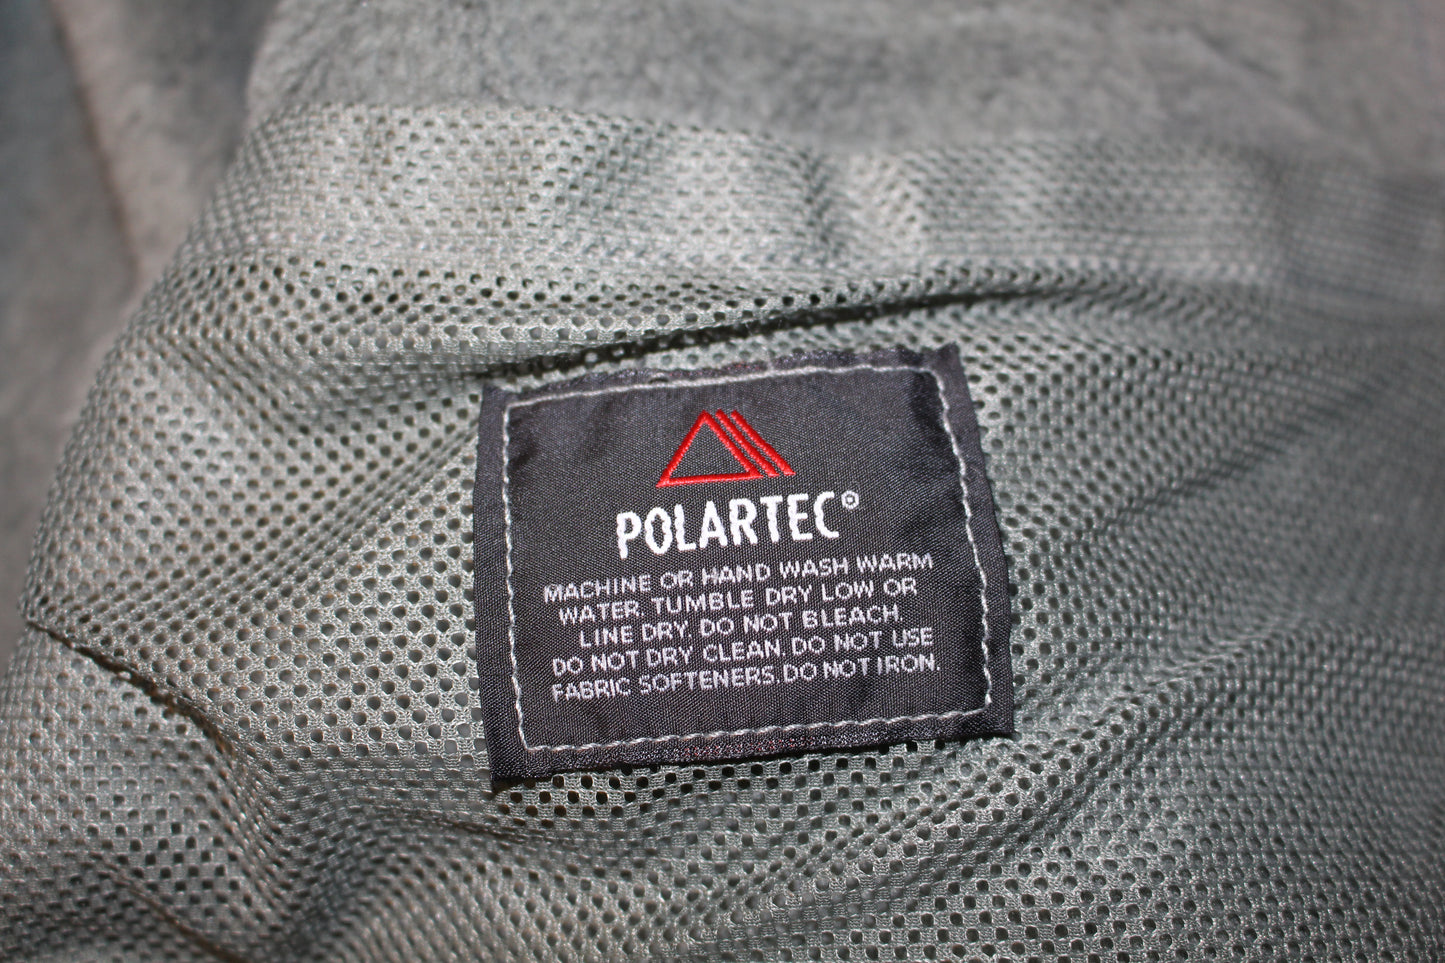 POLARTEC®
MACHINE OR HAND WASH WARM
WATER. TUMBLE DRY LOW OR
LINE DRY. DO NOT BLEACH.
DO NOT DRY CLEAN. DO NOT USE
FABRIC SOFTENERS. DO NOT IRON.